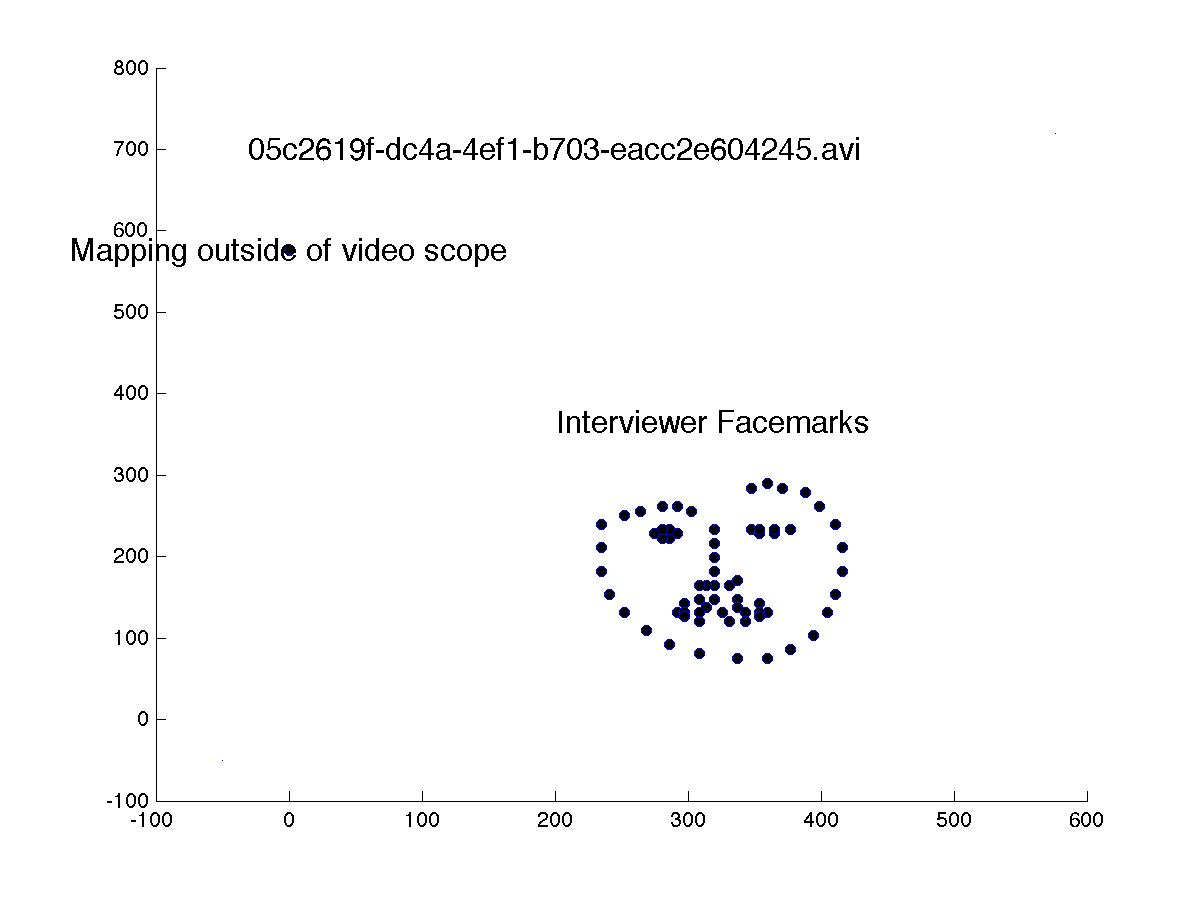 800
700
05c2619f-dc4a-4ef1-b703-eacc2e604245.avi
600
Mapping outside of video scope
500
400
Interviewer Facemarks
300
200
100
0
-100
-100 0 100 200 300 400 500 600